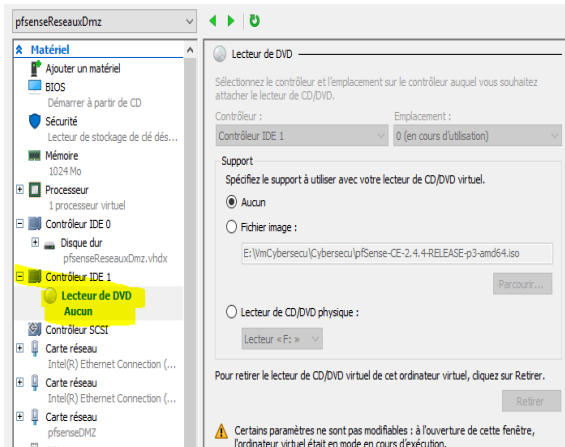 pfsenseReseauxDmz
Matériel
Ajouter un matériel
BIOS
Démarrer à partir de CD
Sécurité
Lecteur de stockage de clé dés...
Mémoire
1024 Mo
Processeur
1 processeur virtuel
Contrôleur IDE 0
Disque dur
pfsenseReseauxDmz.vhdx
Contrôleur IDE 1
Lecteur de DVD
Aucun
Contrôleur SCSI
Carte réseau
Intel(R) Ethernet Connection (...
Carte réseau
Intel(R) Ethernet Connection (...
Carte réseau
pfsenseDMZ
Lecteur de DVD
Sélectionnez le contrôleur et l'emplacement sur le contrôleur auquel vous souhaitez
attacher le lecteur de CD/DVD.
Contrôleur :
Emplacement :
Contrôleur IDE 1
0 (en cours d'utilisation)
Support
Spécifiez le support à utiliser avec votre lecteur de CD/DVD virtuel.
Aucun
Fichier image :
E:\VmCybersecu\Cybersecu\pfSense-CE-2.4.4-RELEASE-p3-amd64.iso
Parcourir...
Lecteur de CD/DVD physique :
Lecteur « F: »
Pour retirer le lecteur de CD/DVD virtuel de cet ordinateur virtuel, cliquez sur Retirer.
Retirer
Certains paramètres ne sont pas modifiables : à l'ouverture de cette fenêtre,
l'ordinateur virtuel était en mode en cours d'exécution.